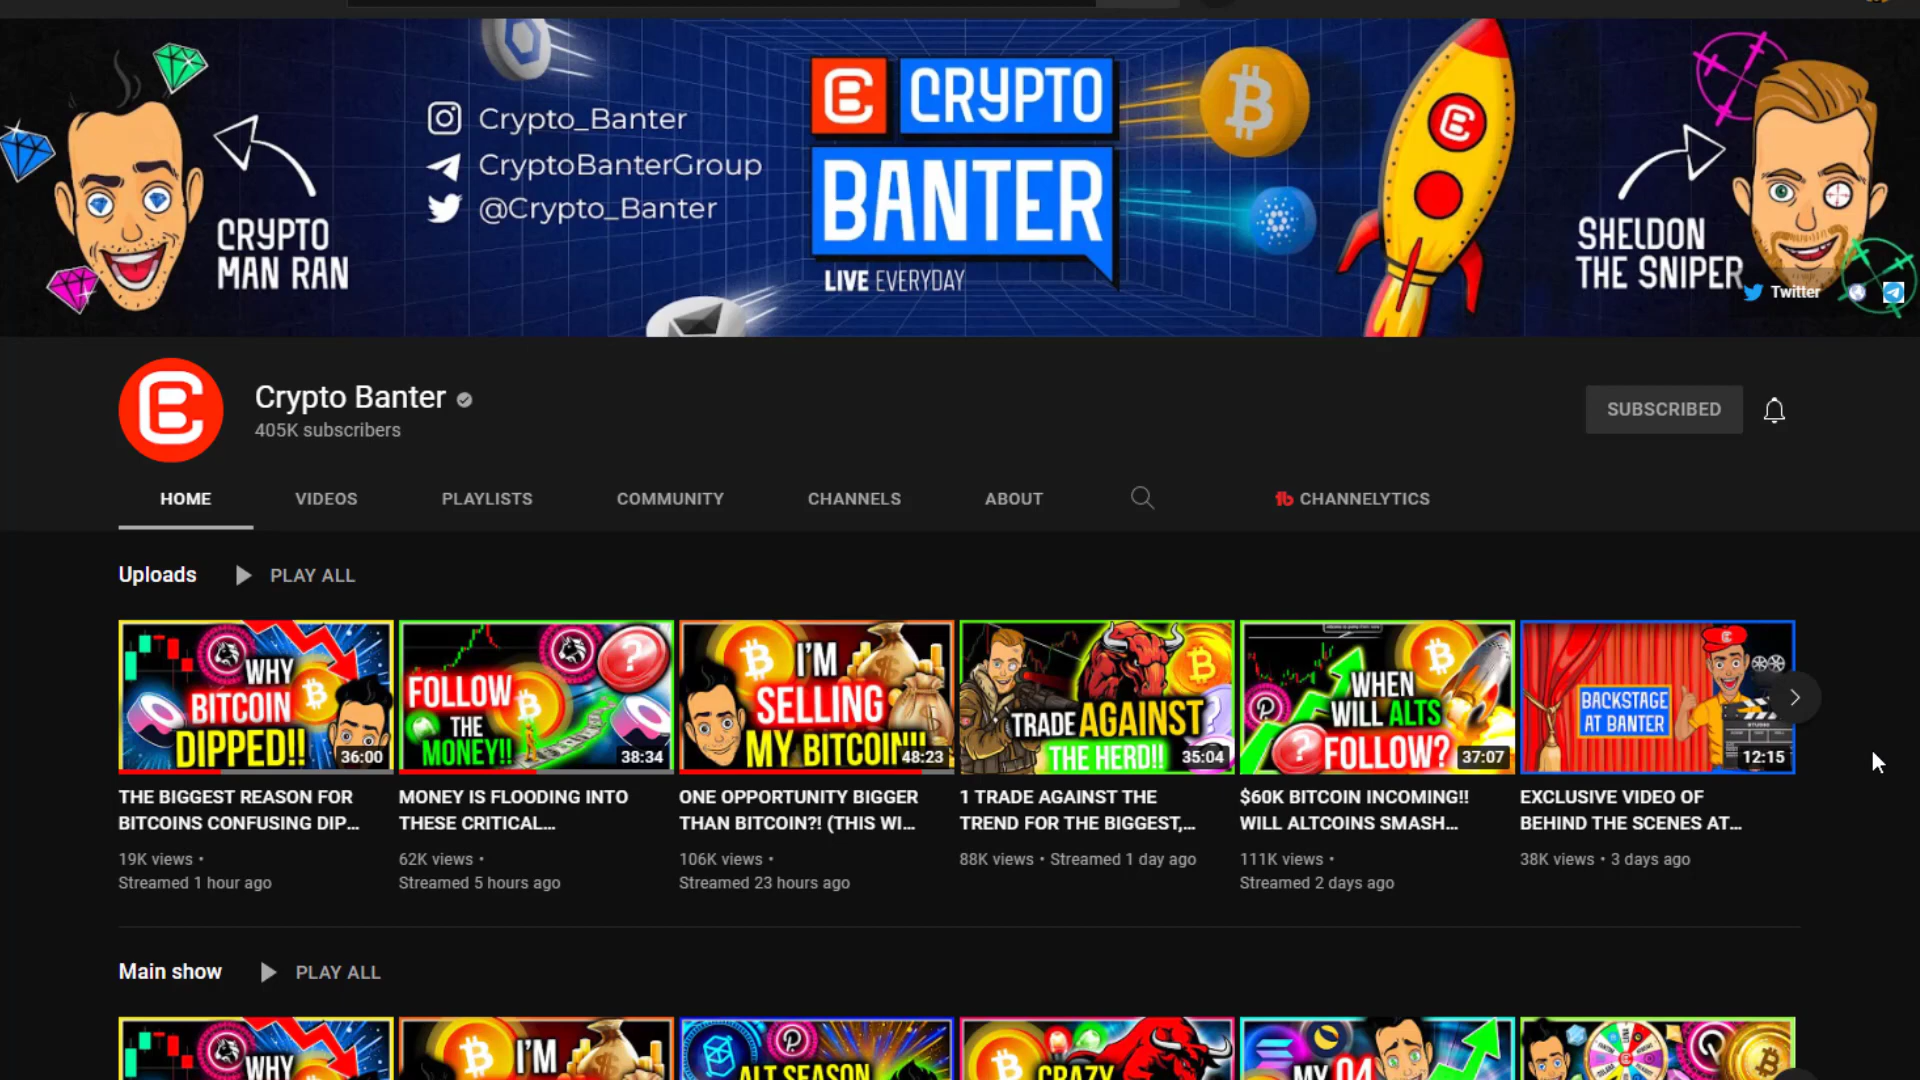 Crypto_Banter
CryptoBanterGroup
@Crypto_Banter
CRYPTO
MAN RAN
CRYPTO
BANTER
LIVE EVERYDAY
SHELDON
THE SNIPER
Twitter
Crypto Banter
405K subscribers
SUBSCRIBED
HOME
VIDEOS
PLAYLISTS
COMMUNITY
CHANNELS
ABOUT
CHANNELYTICS
Uploads
PLAY ALL
WHY
BITCOIN
DIPPED!!
36:00
FOLLOW
THE
MONEY!!
38:34
I'M
SELLING
MY BITCOIN!!
48:23
TRADE AGAINST
THE HERD!!
35:04
WHEN
WILL ALTS
FOLLOW?
37:07
BACKSTAGE
AT BANTER
12:15
THE BIGGEST REASON FOR
BITCOINS CONFUSING DIP...
19K views •
Streamed 1 hour ago
MONEY IS FLOODING INTO
THESE CRITICAL...
62K views •
Streamed 5 hours ago
ONE OPPORTUNITY BIGGER
THAN BITCOIN?! (THIS WI...
106K views •
Streamed 23 hours ago
1 TRADE AGAINST THE
TREND FOR THE BIGGEST,...
88K views • Streamed 1 day ago
$60K BITCOIN INCOMING!!
WILL ALTCOINS SMASH...
111K views •
Streamed 2 days ago
EXCLUSIVE VIDEO OF
BEHIND THE SCENES AT...
38K views • 3 days ago
Main show
PLAY ALL
WHY
I'M
ALT SEASON
CRAZY
MY Q4